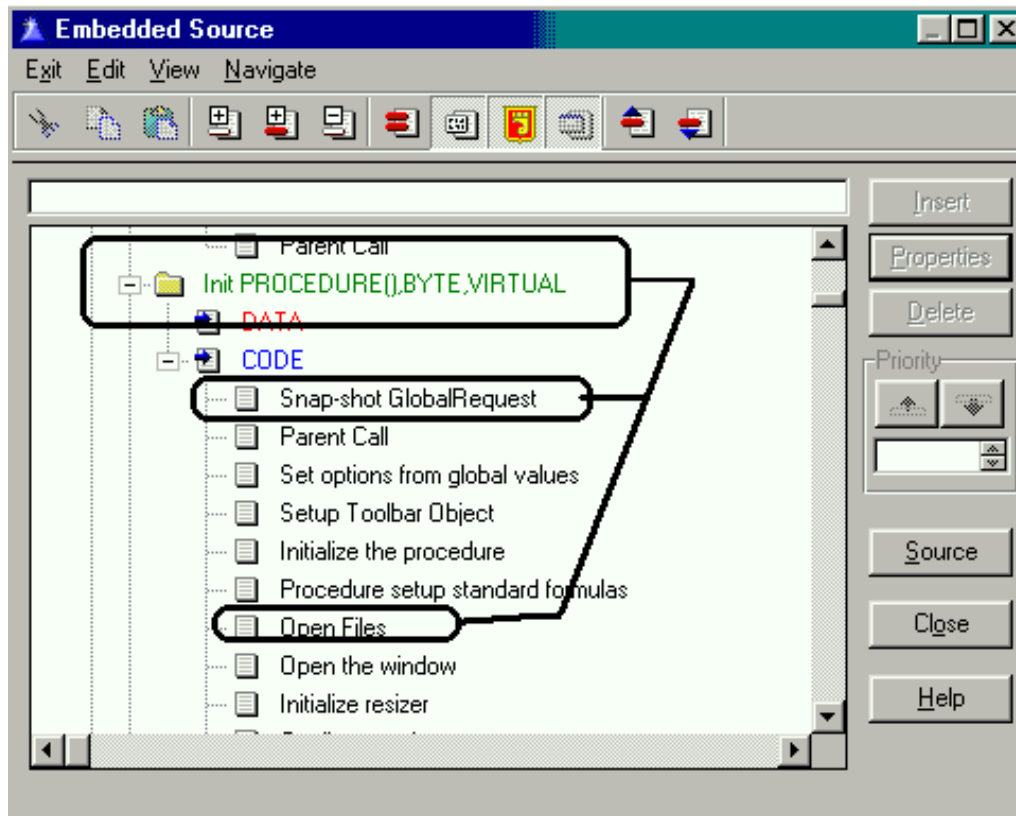 Embedded Source
Exit Edit View Navigate
Insert
Parent Call
Properties
Init PROCEDURE(),BYTE,VIRTUAL
Delete
DATA
CODE
Priority
Snap-shot GlobalRequest
Parent Call
Set options from global values
Setup Toolbar Object
Initialize the procedure
Source
Procedure setup standard formulas
Open Files
Close
Open the window
Initialize resizer
Help